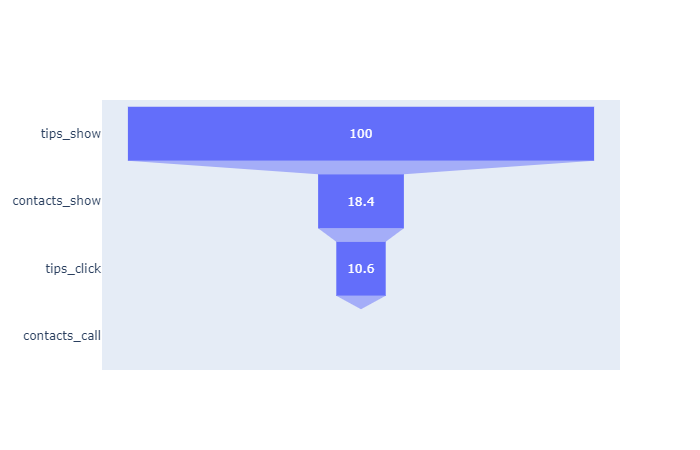 tips_show
100
contacts_show
18.4
tips_click
10.6
contacts_call